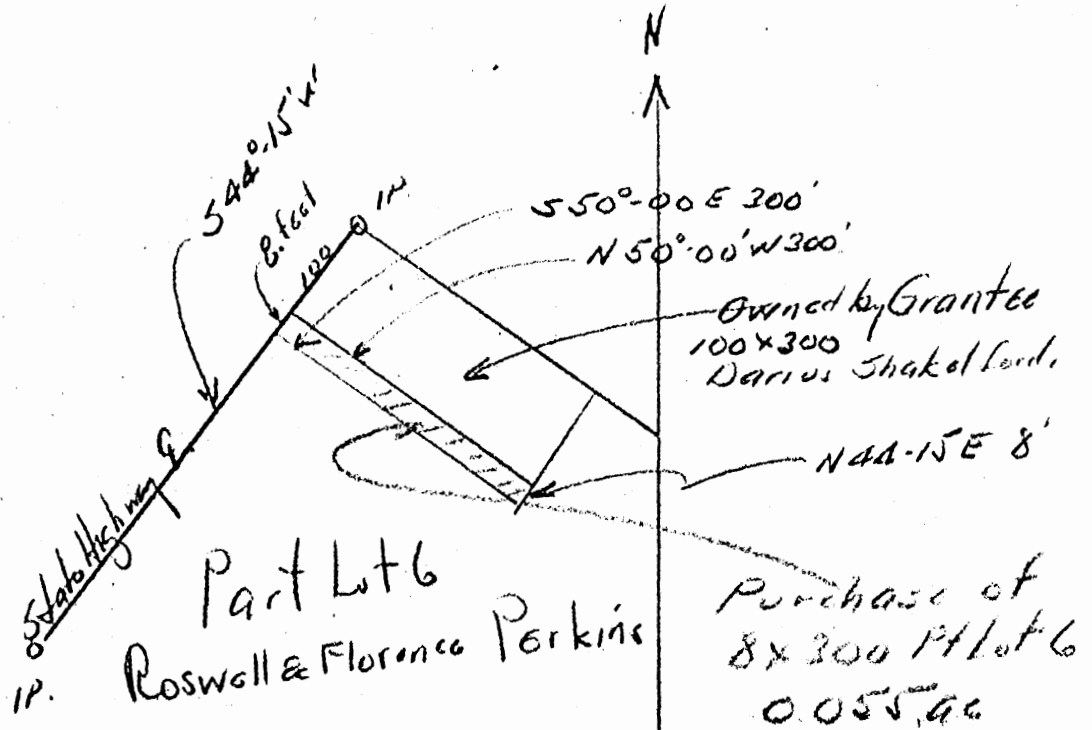 N
S44°-15'W
8.feet
100
IP.
S50°-00 E 300'
N50°-00' W 300'
Owned by Grantee
100 x 300
Darius Shakelford.
N44-15E 8'
State Highway
IP.
Part Lot 6
Roswell & Florence Perkins
Purchase of
8 x 300 Pt Lot 6
0.055 ac